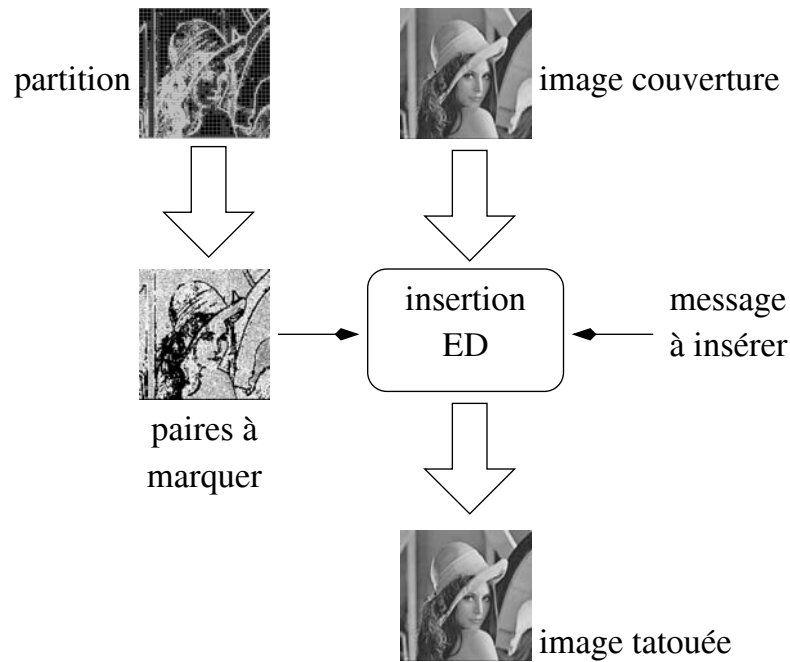 partition
image couverture
insertion
ED
message
à insérer
paires à
marquer
image tatouée